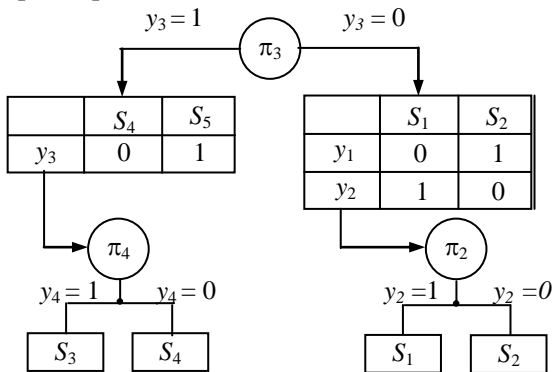 y3 = 1
y3 = 0
π3
S4 S5
y3 0 1
S1 S2
y1 0 1
y2 1 0
π4
π2
y4 = 1 y4 = 0
y2 =1 y2 =0
S3 S4
S1 S2